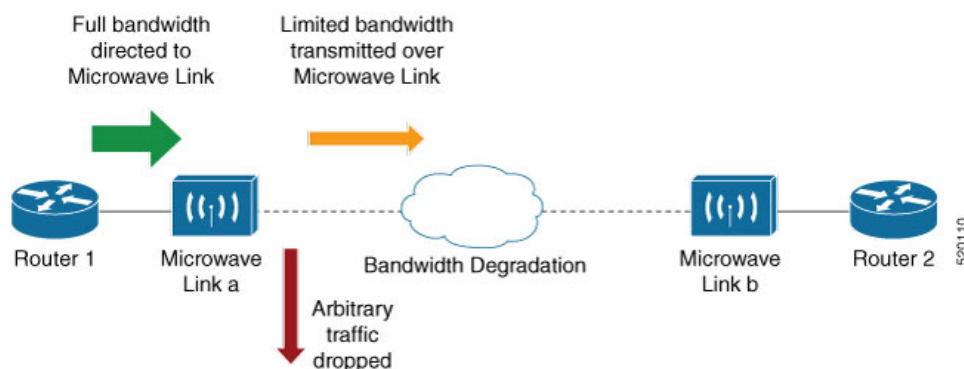 Full bandwidth
directed to
Microwave Link
Limited bandwidth
transmitted over
Microwave Link
Router 1
Microwave
Link a
Bandwidth Degradation
Microwave
Link b
Router 2
520110
Arbitrary
traffic
dropped